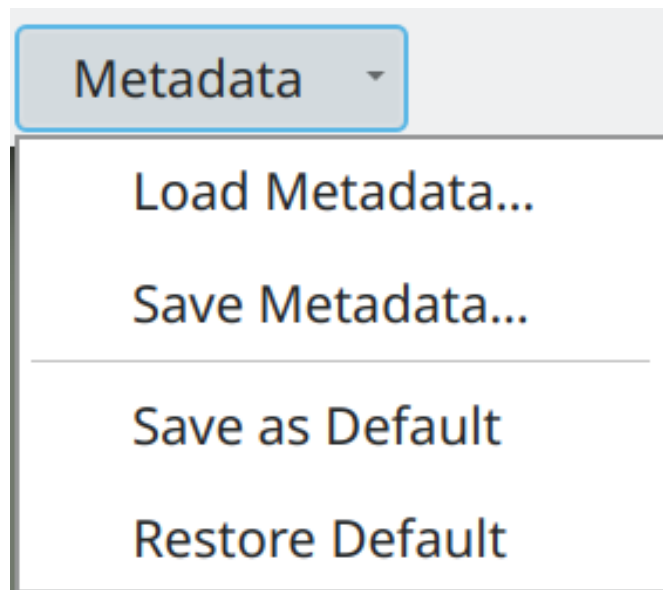 Metadata
Load Metadata...
Save Metadata...
Save as Default
Restore Default